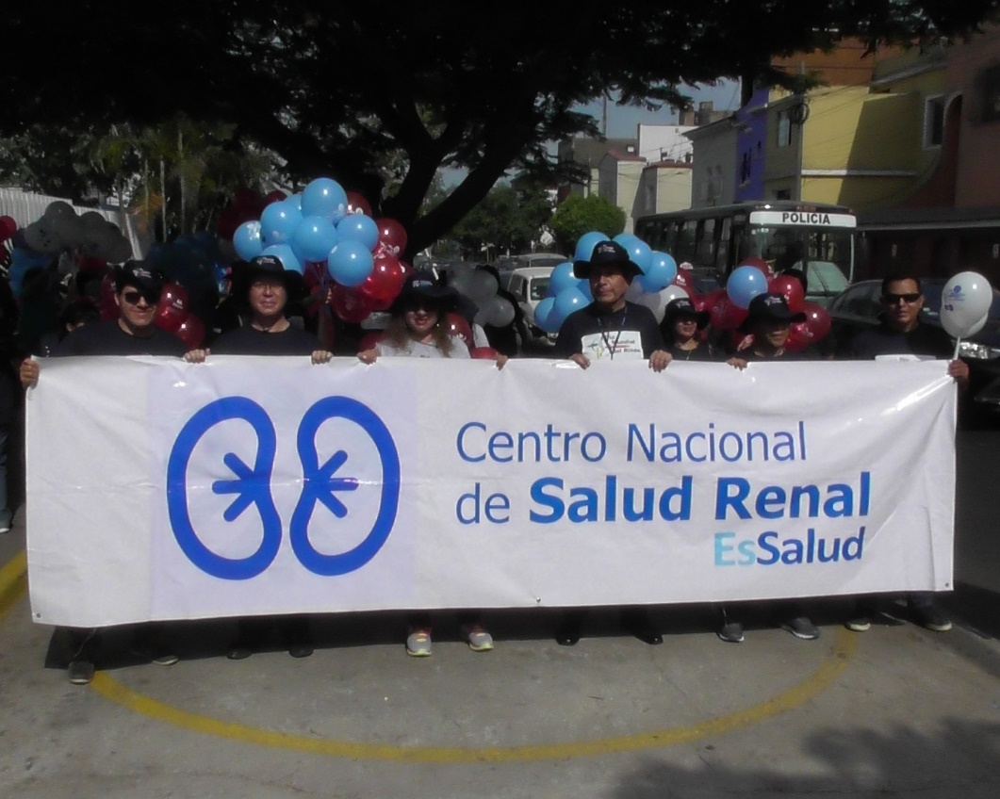 POLICIA
Centro Nacional
de Salud Renal
EsSalud